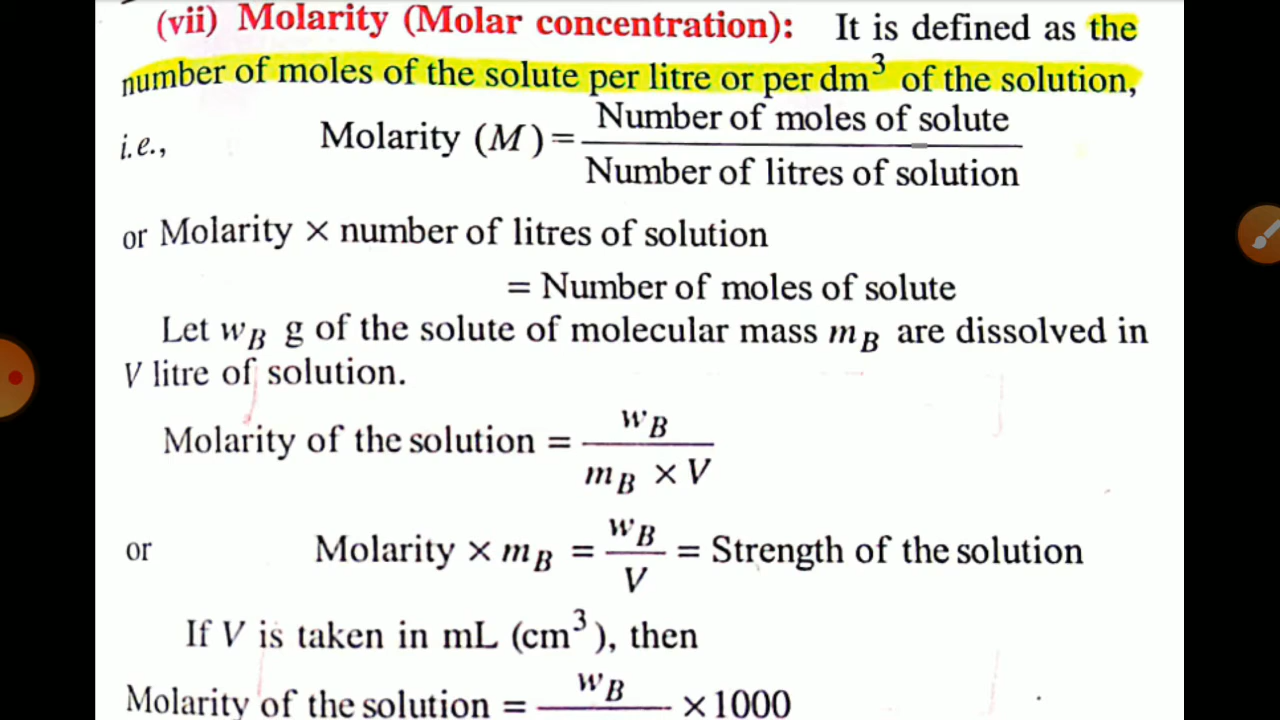 (vii) Molarity (Molar concentration): It is defined as the
number of moles of the solute per litre or per dm³ of the solution,
i.e., Molarity (M) = Number of moles of solute / Number of litres of solution
or Molarity × number of litres of solution
= Number of moles of solute
Let w_B g of the solute of molecular mass m_B are dissolved in
V litre of solution.
Molarity of the solution = w_B / m_B × V
or Molarity × m_B = w_B / V = Strength of the solution
If V is taken in mL (cm³), then
Molarity of the solution = w_B / × 1000